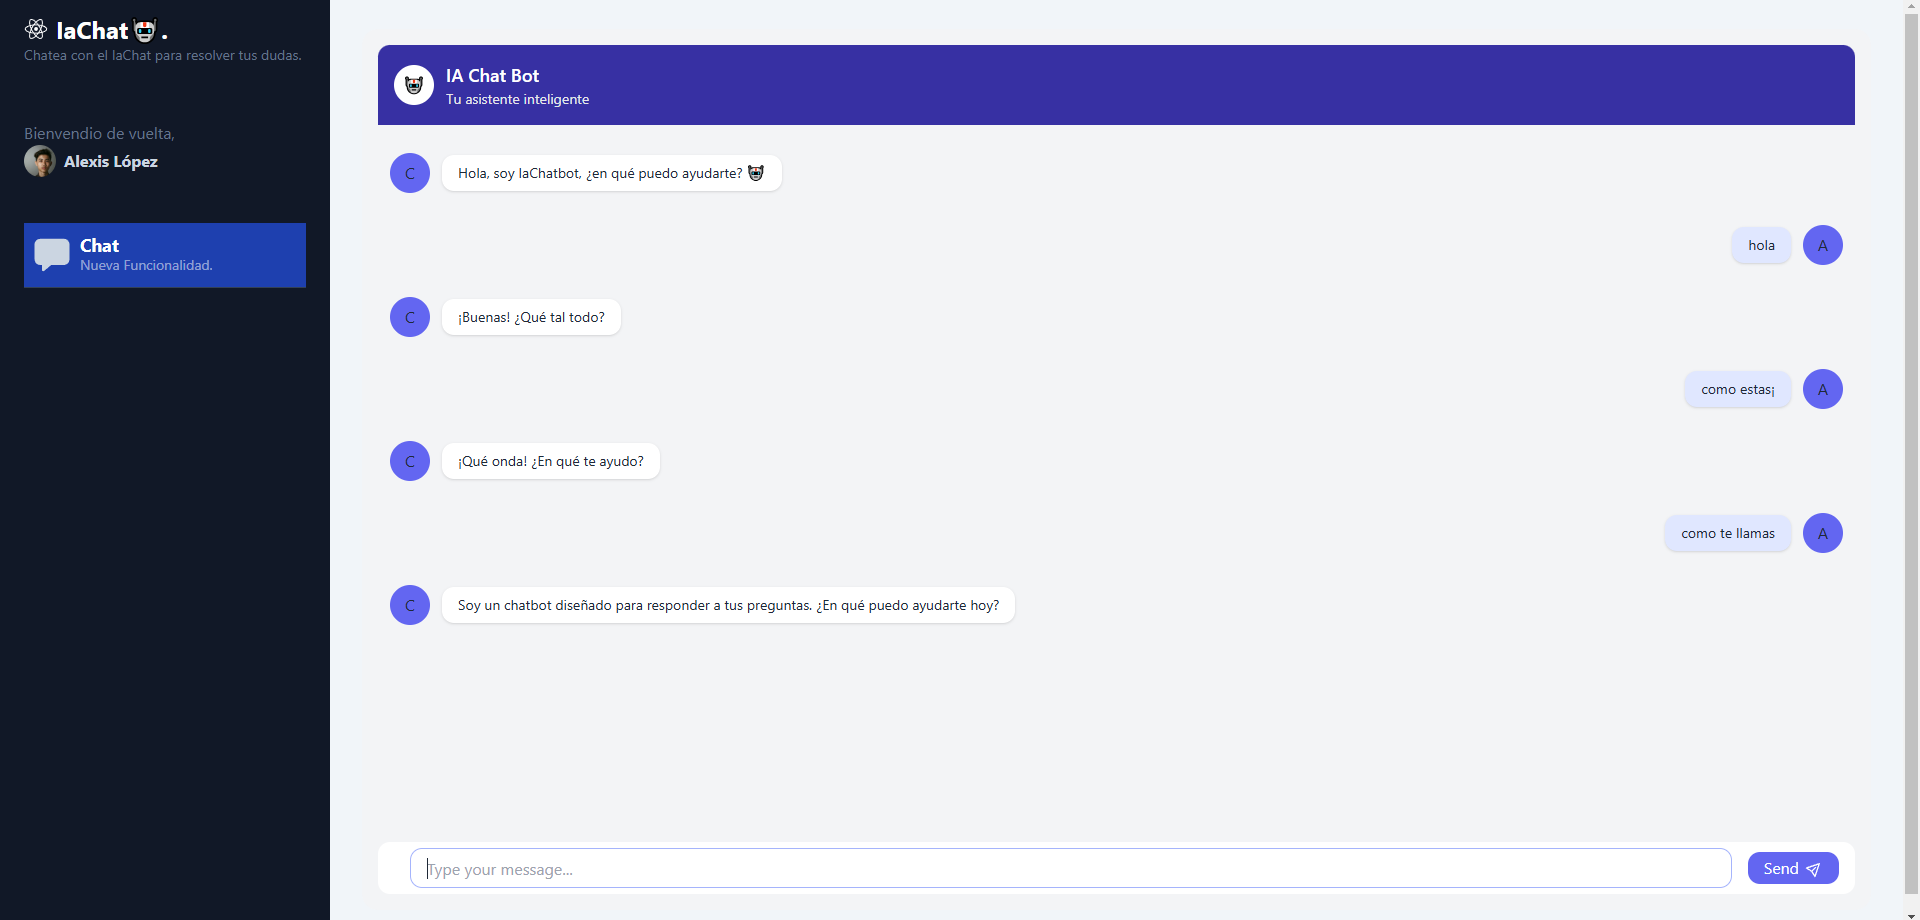 IaChat.
Chatea con el IaChat para resolver tus dudas.
Bienvendio de vuelta,
Alexis López
Chat
Nueva Funcionalidad.
IA Chat Bot
Tu asistente inteligente
C
Hola, soy IaChatbot, ¿en qué puedo ayudarte?
hola
A
C
¡Buenas! ¿Qué tal todo?
como estas¡
A
C
¡Qué onda! ¿En qué te ayudo?
como te llamas
A
C
Soy un chatbot diseñado para responder a tus preguntas. ¿En qué puedo ayudarte hoy?
Type your message...
Send